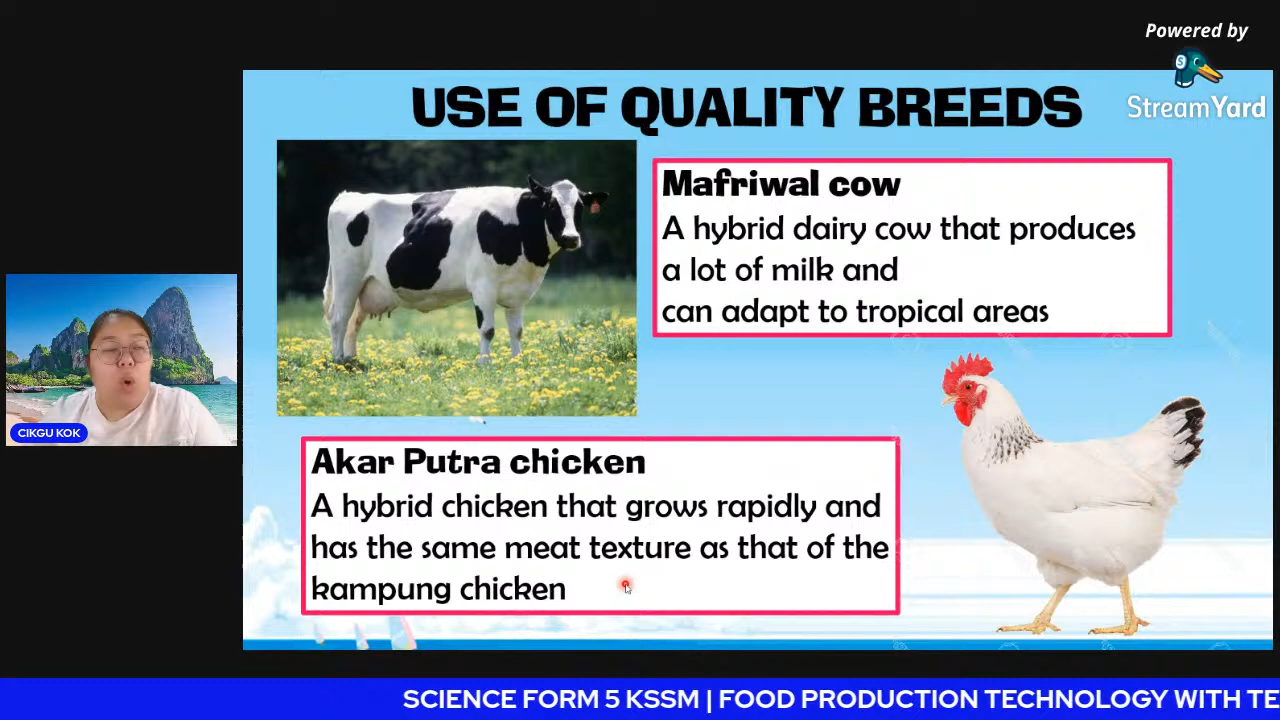 Powered by
StreamYard
USE OF QUALITY BREEDS
Mafriwal cow
A hybrid dairy cow that produces
a lot of milk and
can adapt to tropical areas
Akar Putra chicken
A hybrid chicken that grows rapidly and
has the same meat texture as that of the
kampung chicken
CIKGU KOK
SCIENCE FORM 5 KSSM | FOOD PRODUCTION TECHNOLOGY WITH TE